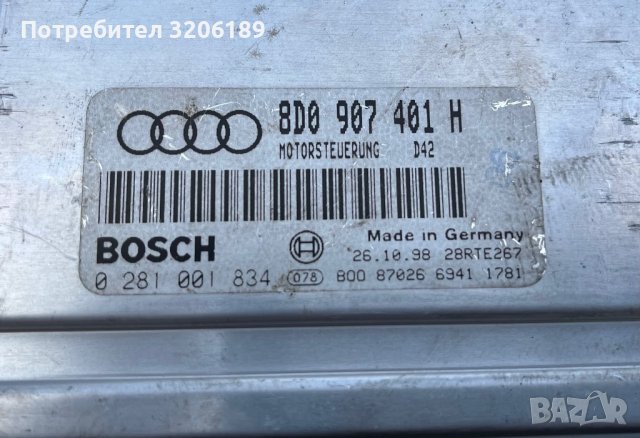 Потребител 3206189
8D0 907 401 H
MOTORSTEUERUNG D42
BOSCH
Made in Germany
26.10.98 28RTE267
0 281 001 834 078 800 87026 6941 1781
BAZAR